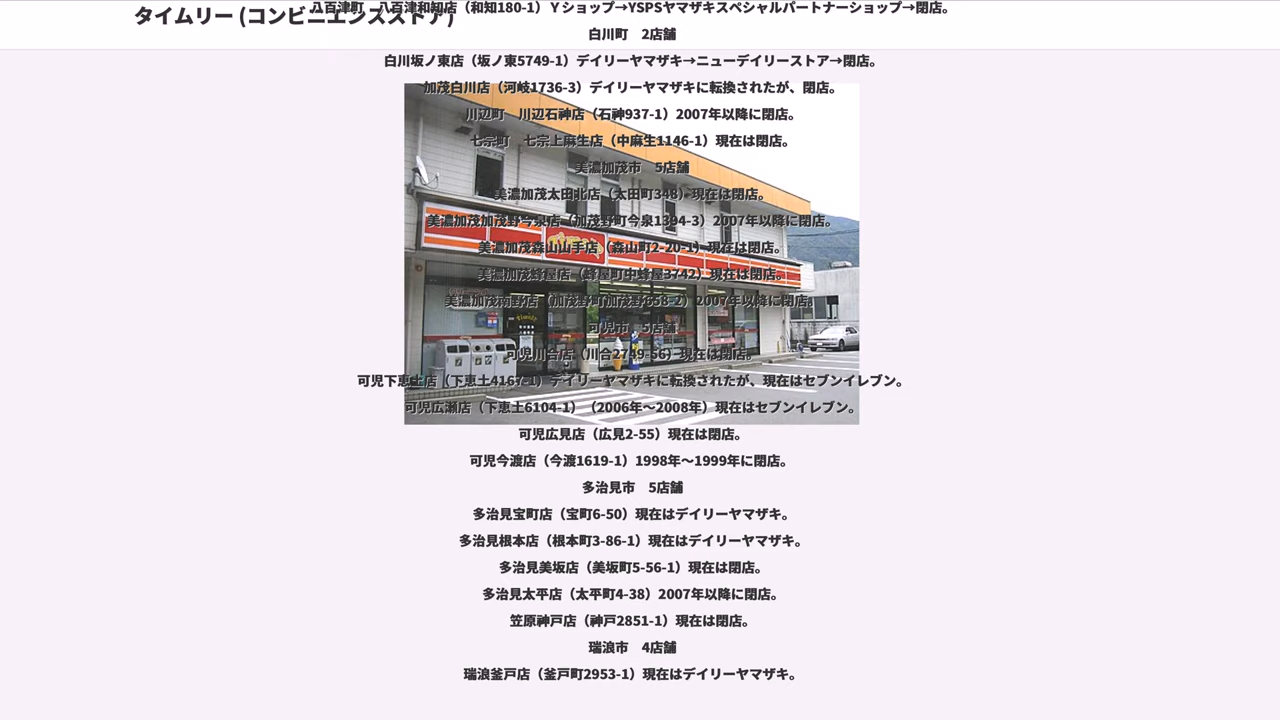 タイムリー (コンビニエンスストア)
八百津町　八百津和知店（和知180-1）Ｙショップ→YSPSヤマザキスペシャルパートナーショップ→閉店。
白川町　2店舗
白川坂ノ東店（坂ノ東5749-1）デイリーヤマザキ→ニューデイリーストア→閉店。
加茂白川店（河岐1736-3）デイリーヤマザキに転換されたが、閉店。
川辺町　川辺石神店（石神937-1）2007年以降に閉店。
七宗町　七宗上麻生店（中麻生1146-1）現在は閉店。
美濃加茂市　5店舗
美濃加茂太田北店（太田町348）現在は閉店。
美濃加茂加茂野今泉店（加茂野町今泉1394-3）2007年以降に閉店。
美濃加茂森山山手店（森山町2-20-1）現在は閉店。
美濃加茂蜂屋店（蜂屋町中蜂屋3742）現在は閉店。
美濃加茂南野店（加茂野町加茂野658-2）2007年以降に閉店。
可児市　5店舗
可児川合店（川合2749-56）現在は閉店。
可児下恵土店（下恵土4167-1）デイリーヤマザキに転換されたが、現在はセブンイレブン。
可児広瀬店（下恵土6104-1）（2006年〜2008年）現在はセブンイレブン。
可児広見店（広見2-55）現在は閉店。
可児今渡店（今渡1619-1）1998年〜1999年に閉店。
多治見市　5店舗
多治見宝町店（宝町6-50）現在はデイリーヤマザキ。
多治見根本店（根本町3-86-1）現在はデイリーヤマザキ。
多治見美坂店（美坂町5-56-1）現在は閉店。
多治見太平店（太平町4-38）2007年以降に閉店。
笠原神戸店（神戸2851-1）現在は閉店。
瑞浪市　4店舗
瑞浪釜戸店（釜戸町2953-1）現在はデイリーヤマザキ。